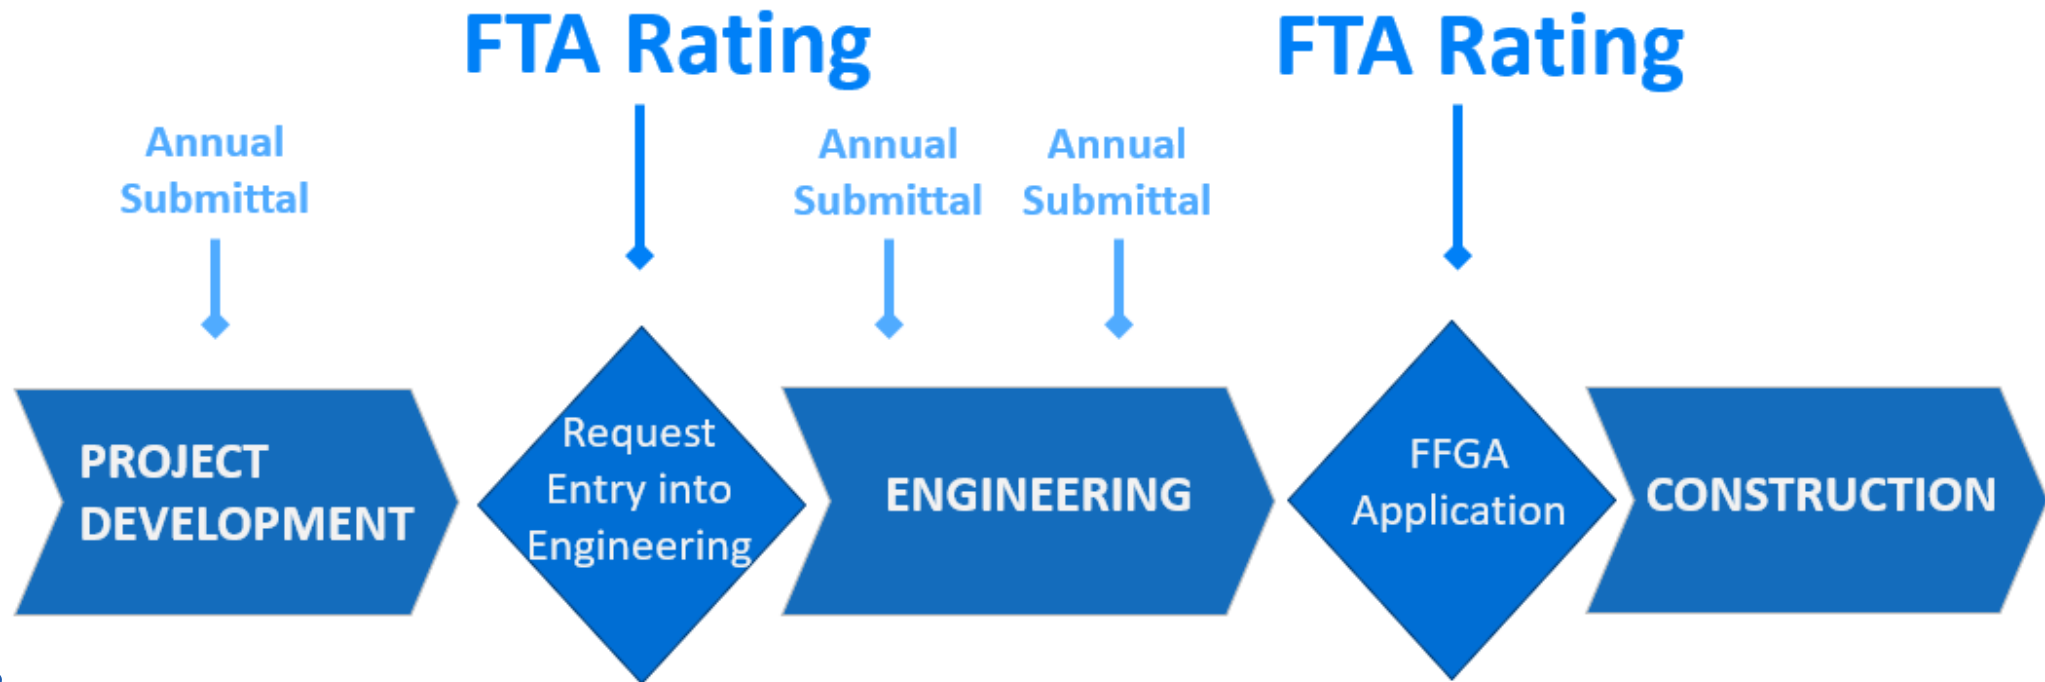 FTA Rating
FTA Rating
Annual
Submittal
Annual
Submittal
Annual
Submittal
PROJECT
DEVELOPMENT
Request
Entry into
Engineering
ENGINEERING
FFGA
Application
CONSTRUCTION